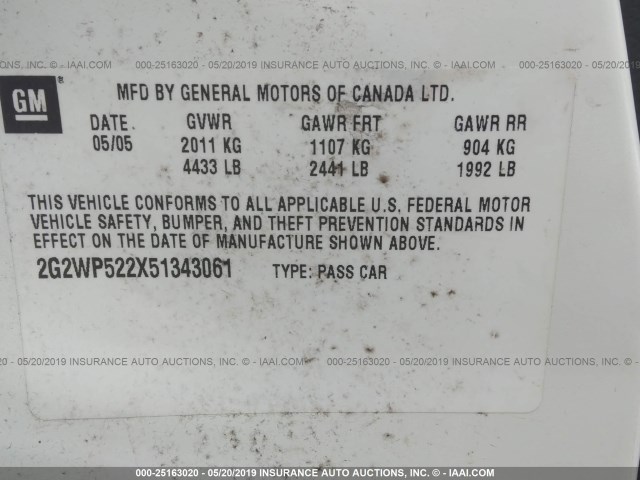 000-25163020 - 05/20/2019 INSURANCE AUTO AUCTIONS, INC. © - IAAI.COM
GM ®
MFD BY GENERAL MOTORS OF CANADA LTD.
DATE GVWR GAWR FRT GAWR RR
05/05 2011 KG 1107 KG 904 KG
4433 LB 2441 LB 1992 LB
THIS VEHICLE CONFORMS TO ALL APPLICABLE U.S. FEDERAL MOTOR
VEHICLE SAFETY, BUMPER, AND THEFT PREVENTION STANDARDS IN
EFFECT ON THE DATE OF MANUFACTURE SHOWN ABOVE.
2G2WP522X51343061 TYPE: PASS CAR
000-25163020 - 05/20/2019 INSURANCE AUTO AUCTIONS, INC. © - IAAI.COM
000-25163020 - 05/20/2019 INSURANCE AUTO AUCTIONS, INC. © - IAAI.COM